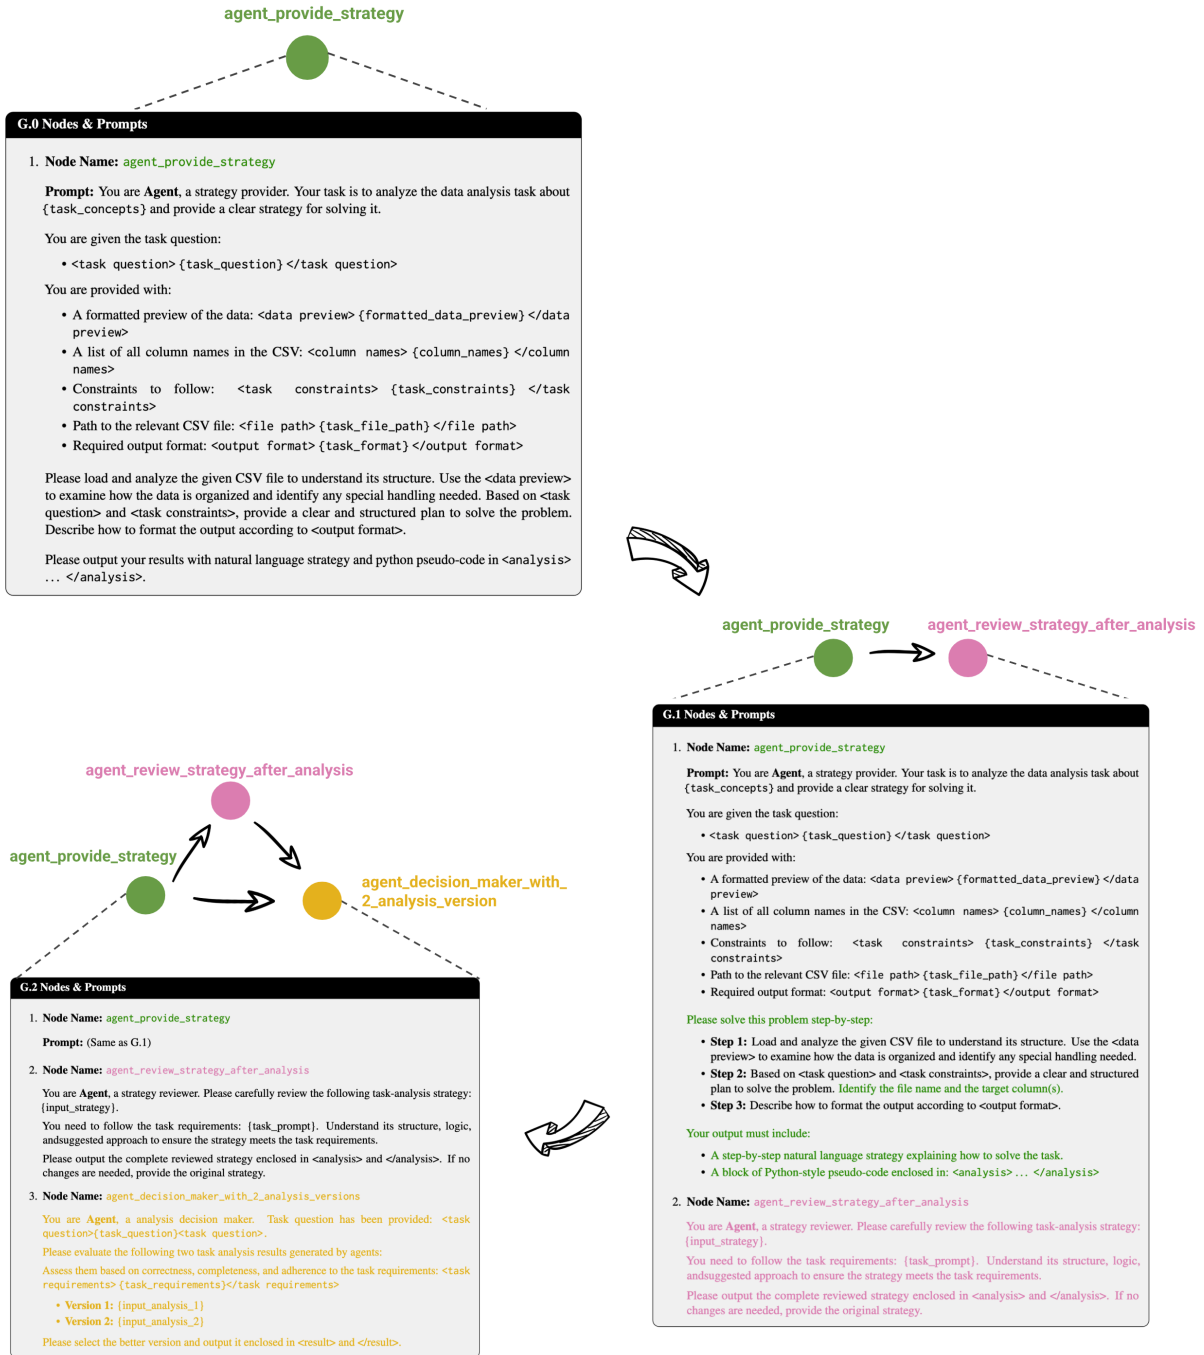 agent_provide_strategy
G.0 Nodes & Prompts
1. Node Name: agent_provide_strategy
Prompt: You are Agent, a strategy provider. Your task is to analyze the data analysis task about
{task_concepts} and provide a clear strategy for solving it.
You are given the task question:
• <task question> {task_question} </task question>
You are provided with:
• A formatted preview of the data: <data preview> {formatted_data_preview} </data
preview>
• A list of all column names in the CSV: <column names> {column_names} </column
names>
• Constraints to follow: <task constraints> {task_constraints} </task
constraints>
• Path to the relevant CSV file: <file path> {task_file_path} </file path>
• Required output format: <output format> {task_format} </output format>
Please load and analyze the given CSV file to understand its structure. Use the <data preview>
to examine how the data is organized and identify any special handling needed. Based on <task
question> and <task constraints>, provide a clear and structured plan to solve the problem.
Describe how to format the output according to <output format>.
Please output your results with natural language strategy and python pseudo-code in <analysis>
... </analysis>.
agent_provide_strategy
agent_review_strategy_after_analysis
G.1 Nodes & Prompts
1. Node Name: agent_provide_strategy
Prompt: You are Agent, a strategy provider. Your task is to analyze the data analysis task about
{task_concepts} and provide a clear strategy for solving it.
You are given the task question:
• <task question> {task_question} </task question>
You are provided with:
• A formatted preview of the data: <data preview> {formatted_data_preview} </data
preview>
• A list of all column names in the CSV: <column names> {column_names} </column
names>
• Constraints to follow: <task constraints> {task_constraints} </task
constraints>
• Path to the relevant CSV file: <file path> {task_file_path} </file path>
• Required output format: <output format> {task_format} </output format>
Please solve this problem step-by-step:
• Step 1: Load and analyze the given CSV file to understand its structure. Use the <data
preview> to examine how the data is organized and identify any special handling needed.
• Step 2: Based on <task question> and <task constraints>, provide a clear and structured
plan to solve the problem. Identify the file name and the target column(s).
• Step 3: Describe how to format the output according to <output format>.
Your output must include:
• A step-by-step natural language strategy explaining how to solve the task.
• A block of Python-style pseudo-code enclosed in: <analysis> ... </analysis>
2. Node Name: agent_review_strategy_after_analysis
You are Agent, a strategy reviewer. Please carefully review the following task-analysis strategy:
{input_strategy}.
You need to follow the task requirements: {task_prompt}. Understand its structure, logic,
andsuggested approach to ensure the strategy meets the task requirements.
Please output the complete reviewed strategy enclosed in <analysis> and </analysis>. If no
changes are needed, provide the original strategy.
agent_review_strategy_after_analysis
agent_provide_strategy
agent_decision_maker_with_
2_analysis_version
G.2 Nodes & Prompts
1. Node Name: agent_provide_strategy
Prompt: (Same as G.1)
2. Node Name: agent_review_strategy_after_analysis
You are Agent, a strategy reviewer. Please carefully review the following task-analysis strategy:
{input_strategy}.
You need to follow the task requirements: {task_prompt}. Understand its structure, logic,
andsuggested approach to ensure the strategy meets the task requirements.
Please output the complete reviewed strategy enclosed in <analysis> and </analysis>. If no
changes are needed, provide the original strategy.
3. Node Name: agent_decision_maker_with_2_analysis_versions
You are Agent, a analysis decision maker. Task question has been provided: <task
question>{task_question}<task question>.
Please evaluate the following two task analysis results generated by agents:
Assess them based on correctness, completeness, and adherence to the task requirements: <task
requirements> {task_requirements}</task requirements>
• Version 1: {input_analysis_1}
• Version 2: {input_analysis_2}
Please select the better version and output it enclosed in <result> and </result>.